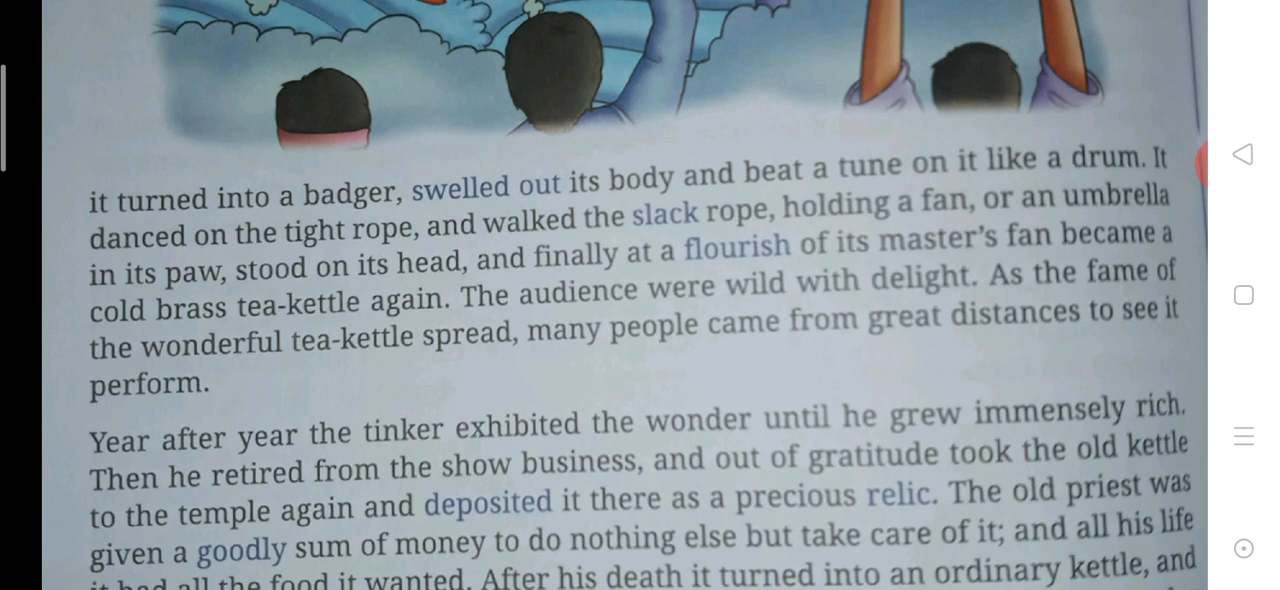 it turned into a badger, swelled out its body and beat a tune on it like a drum. It
danced on the tight rope, and walked the slack rope, holding a fan, or an umbrella
in its paw, stood on its head, and finally at a flourish of its master's fan became a
cold brass tea-kettle again. The audience were wild with delight. As the fame of
the wonderful tea-kettle spread, many people came from great distances to see it
perform.
Year after year the tinker exhibited the wonder until he grew immensely rich.
Then he retired from the show business, and out of gratitude took the old kettle
to the temple again and deposited it there as a precious relic. The old priest was
given a goodly sum of money to do nothing else but take care of it; and all his life
it had all the food it wanted. After his death it turned into an ordinary kettle, and